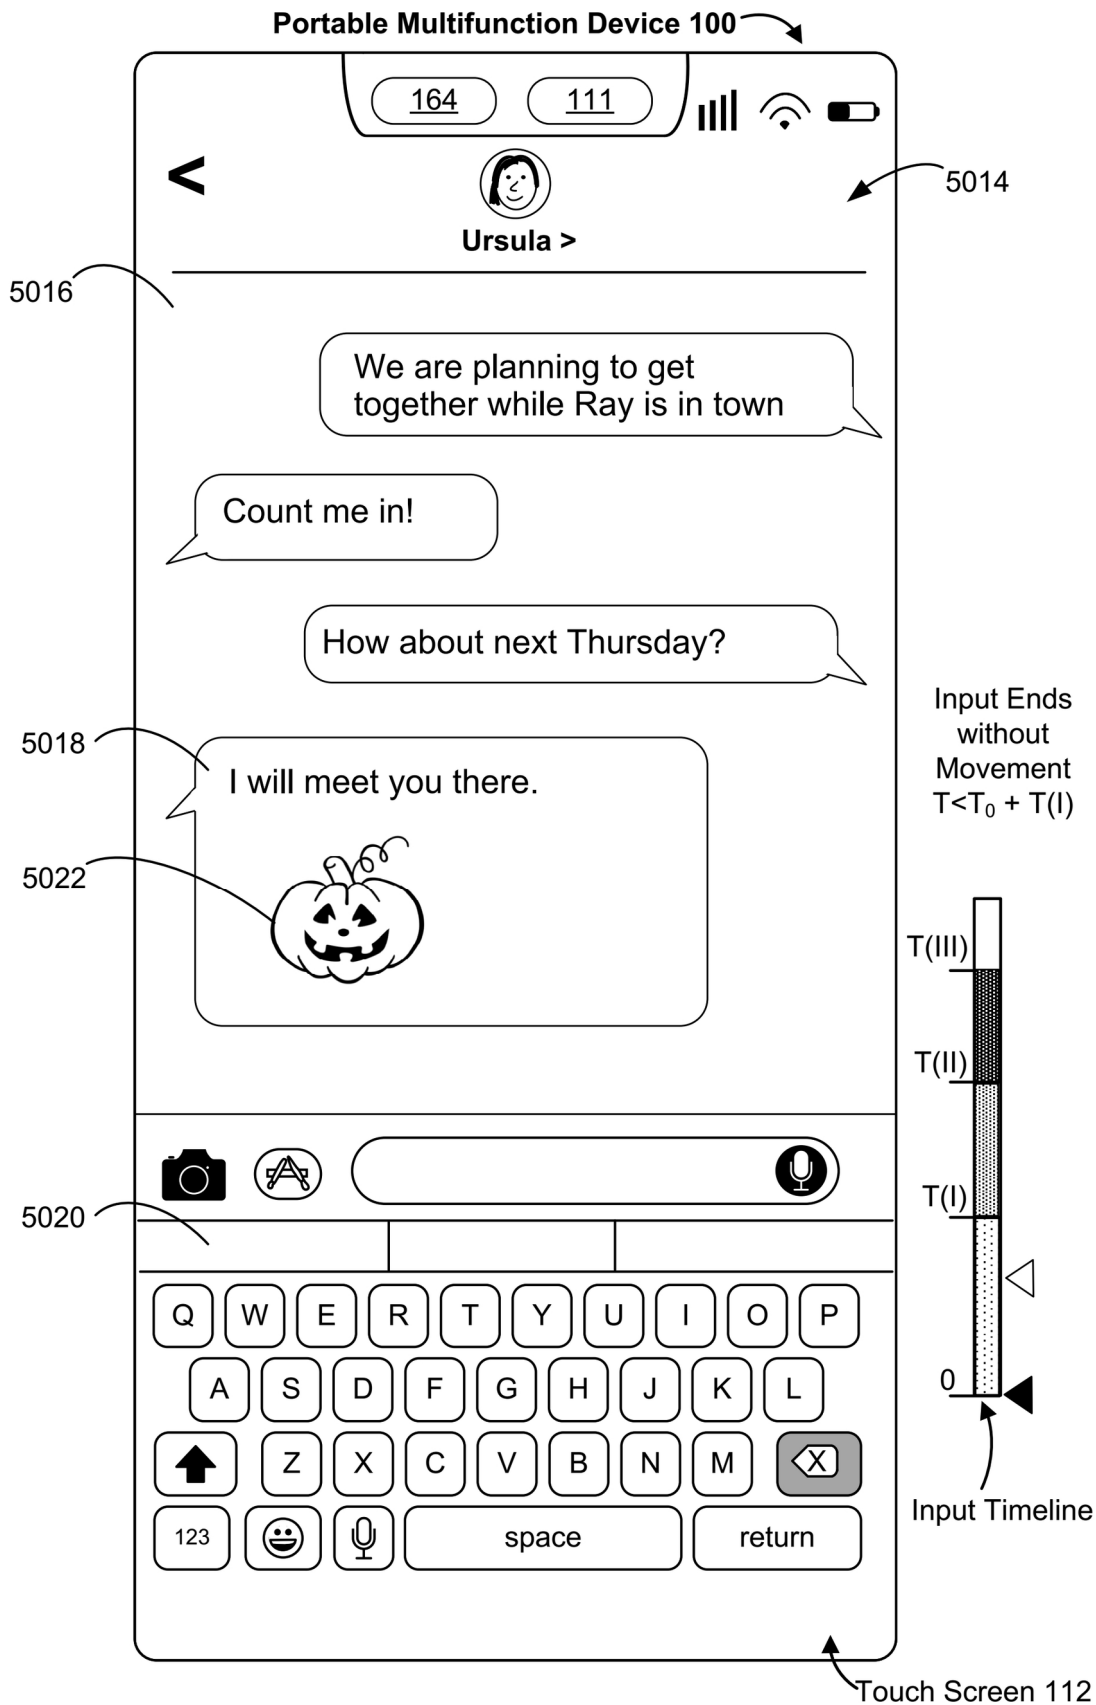 Portable Multifunction Device 100
164
111
<
5014
Ursula >
5016
We are planning to get
together while Ray is in town
Count me in!
How about next Thursday?
Input Ends
without
Movement
T<T₀ + T(I)
5018
I will meet you there.
5022
T(III)
T(II)
T(I)
5020
Q W E R T Y U I O P
A S D F G H J K L
0
Z X C V B N M X
Input Timeline
123 space return
Touch Screen 112